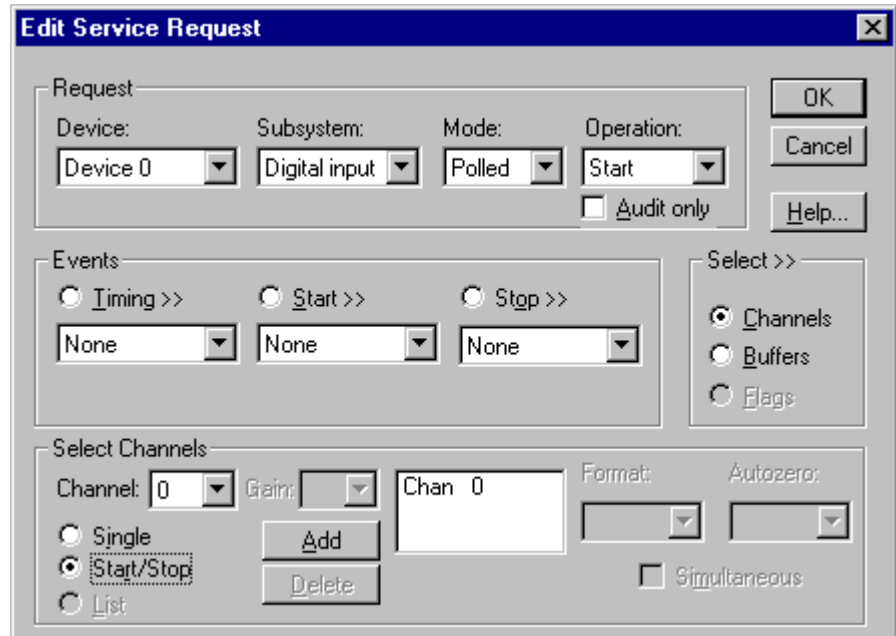 Edit Service Request
Request
OK
Device: Subsystem: Mode: Operation:
Device 0 Digital input Polled Start
Cancel
Audit only
Help...
Events
Select >>
Timing >> Start >> Stop >>
None None None
Channels
Buffers
Flags
Select Channels
Channel: 0 Gain: Chan 0 Format: Autozero:
Single
Add
Start/Stop
Delete
Simultaneous
List